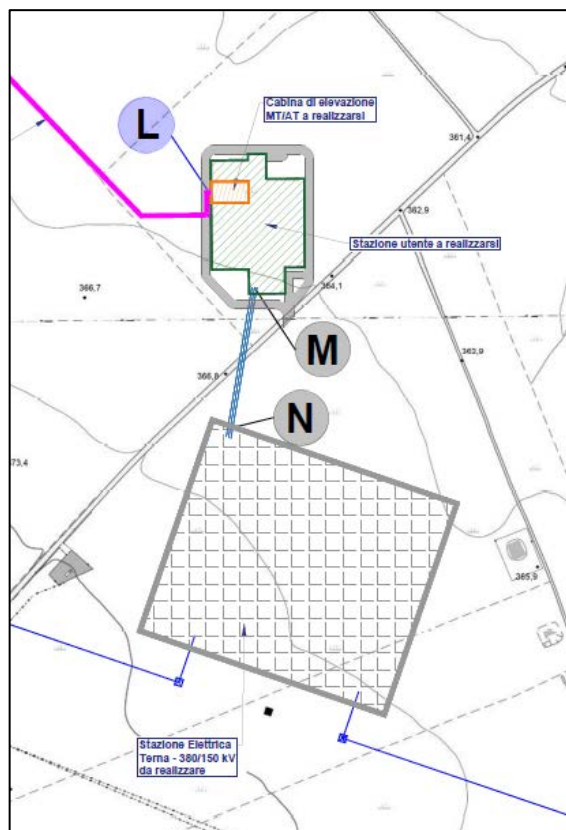 Cabina di elevazione
MT/AT a realizzarsi
L
361,4
362,9
Stazione utente a realizzarsi
364,1
366,7
M
362,9
366,8
N
373,4
365,9
Stazione Elettrica
Terna - 380/150 kV
da realizzare